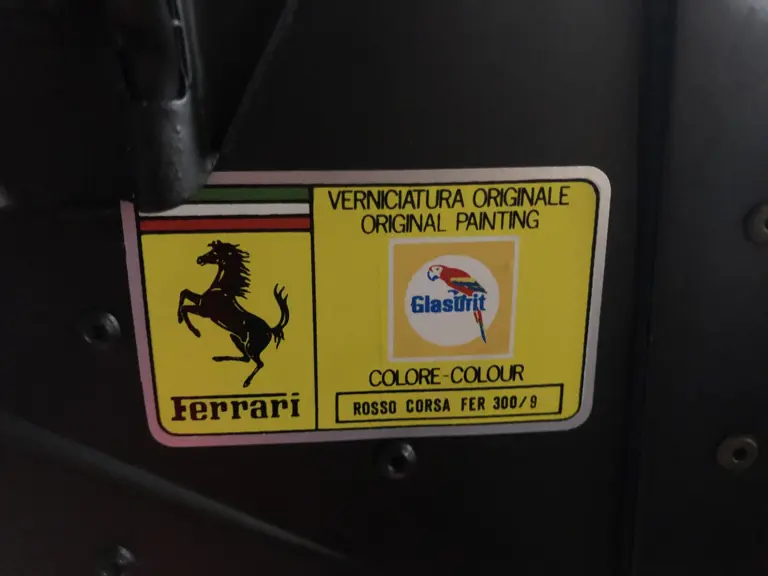 VERNICIATURA ORIGINALE
ORIGINAL PAINTING
Glasurit
COLORE-COLOUR
ROSSO CORSA FER 300/9
Ferrari